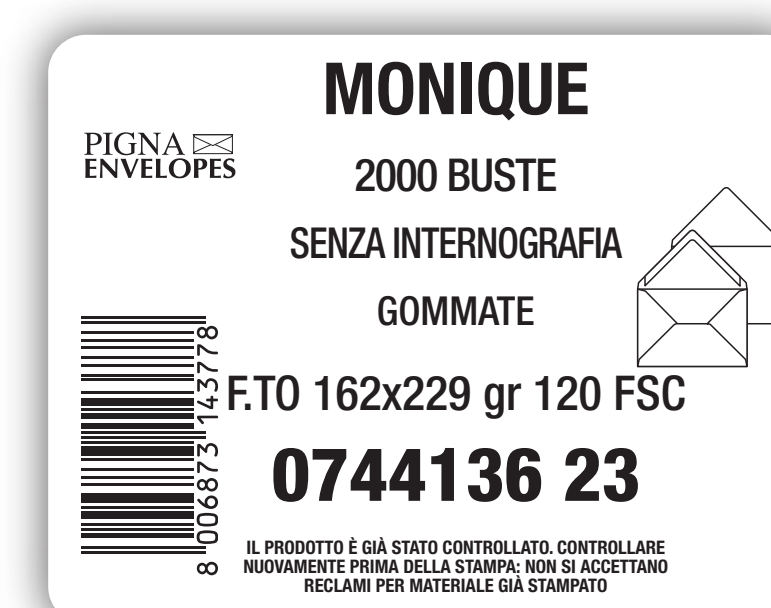 MONIQUE
PIGNA
ENVELOPES
2000 BUSTE
SENZA INTERNOGRAFIA
GOMMATE
F.TO 162x229 gr 120 FSC
0744136 23
8 006873 143778
IL PRODOTTO È GIÀ STATO CONTROLLATO. CONTROLLARE
NUOVAMENTE PRIMA DELLA STAMPA: NON SI ACCETTANO
RECLAMI PER MATERIALE GIÀ STAMPATO